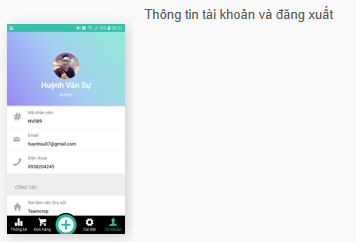 Thông tin tài khoản và đăng xuất
09:02
Huỳnh Văn Sự
Admin
Mã nhân viên
NV089
Email
huynhsu07@gmail.com
Điện thoại
0938204245
CÔNG TÁC
Nơi làm việc (trụ sở)
Teamcrop
Thống kê
Đơn hàng
Cài đặt
Tài khoản